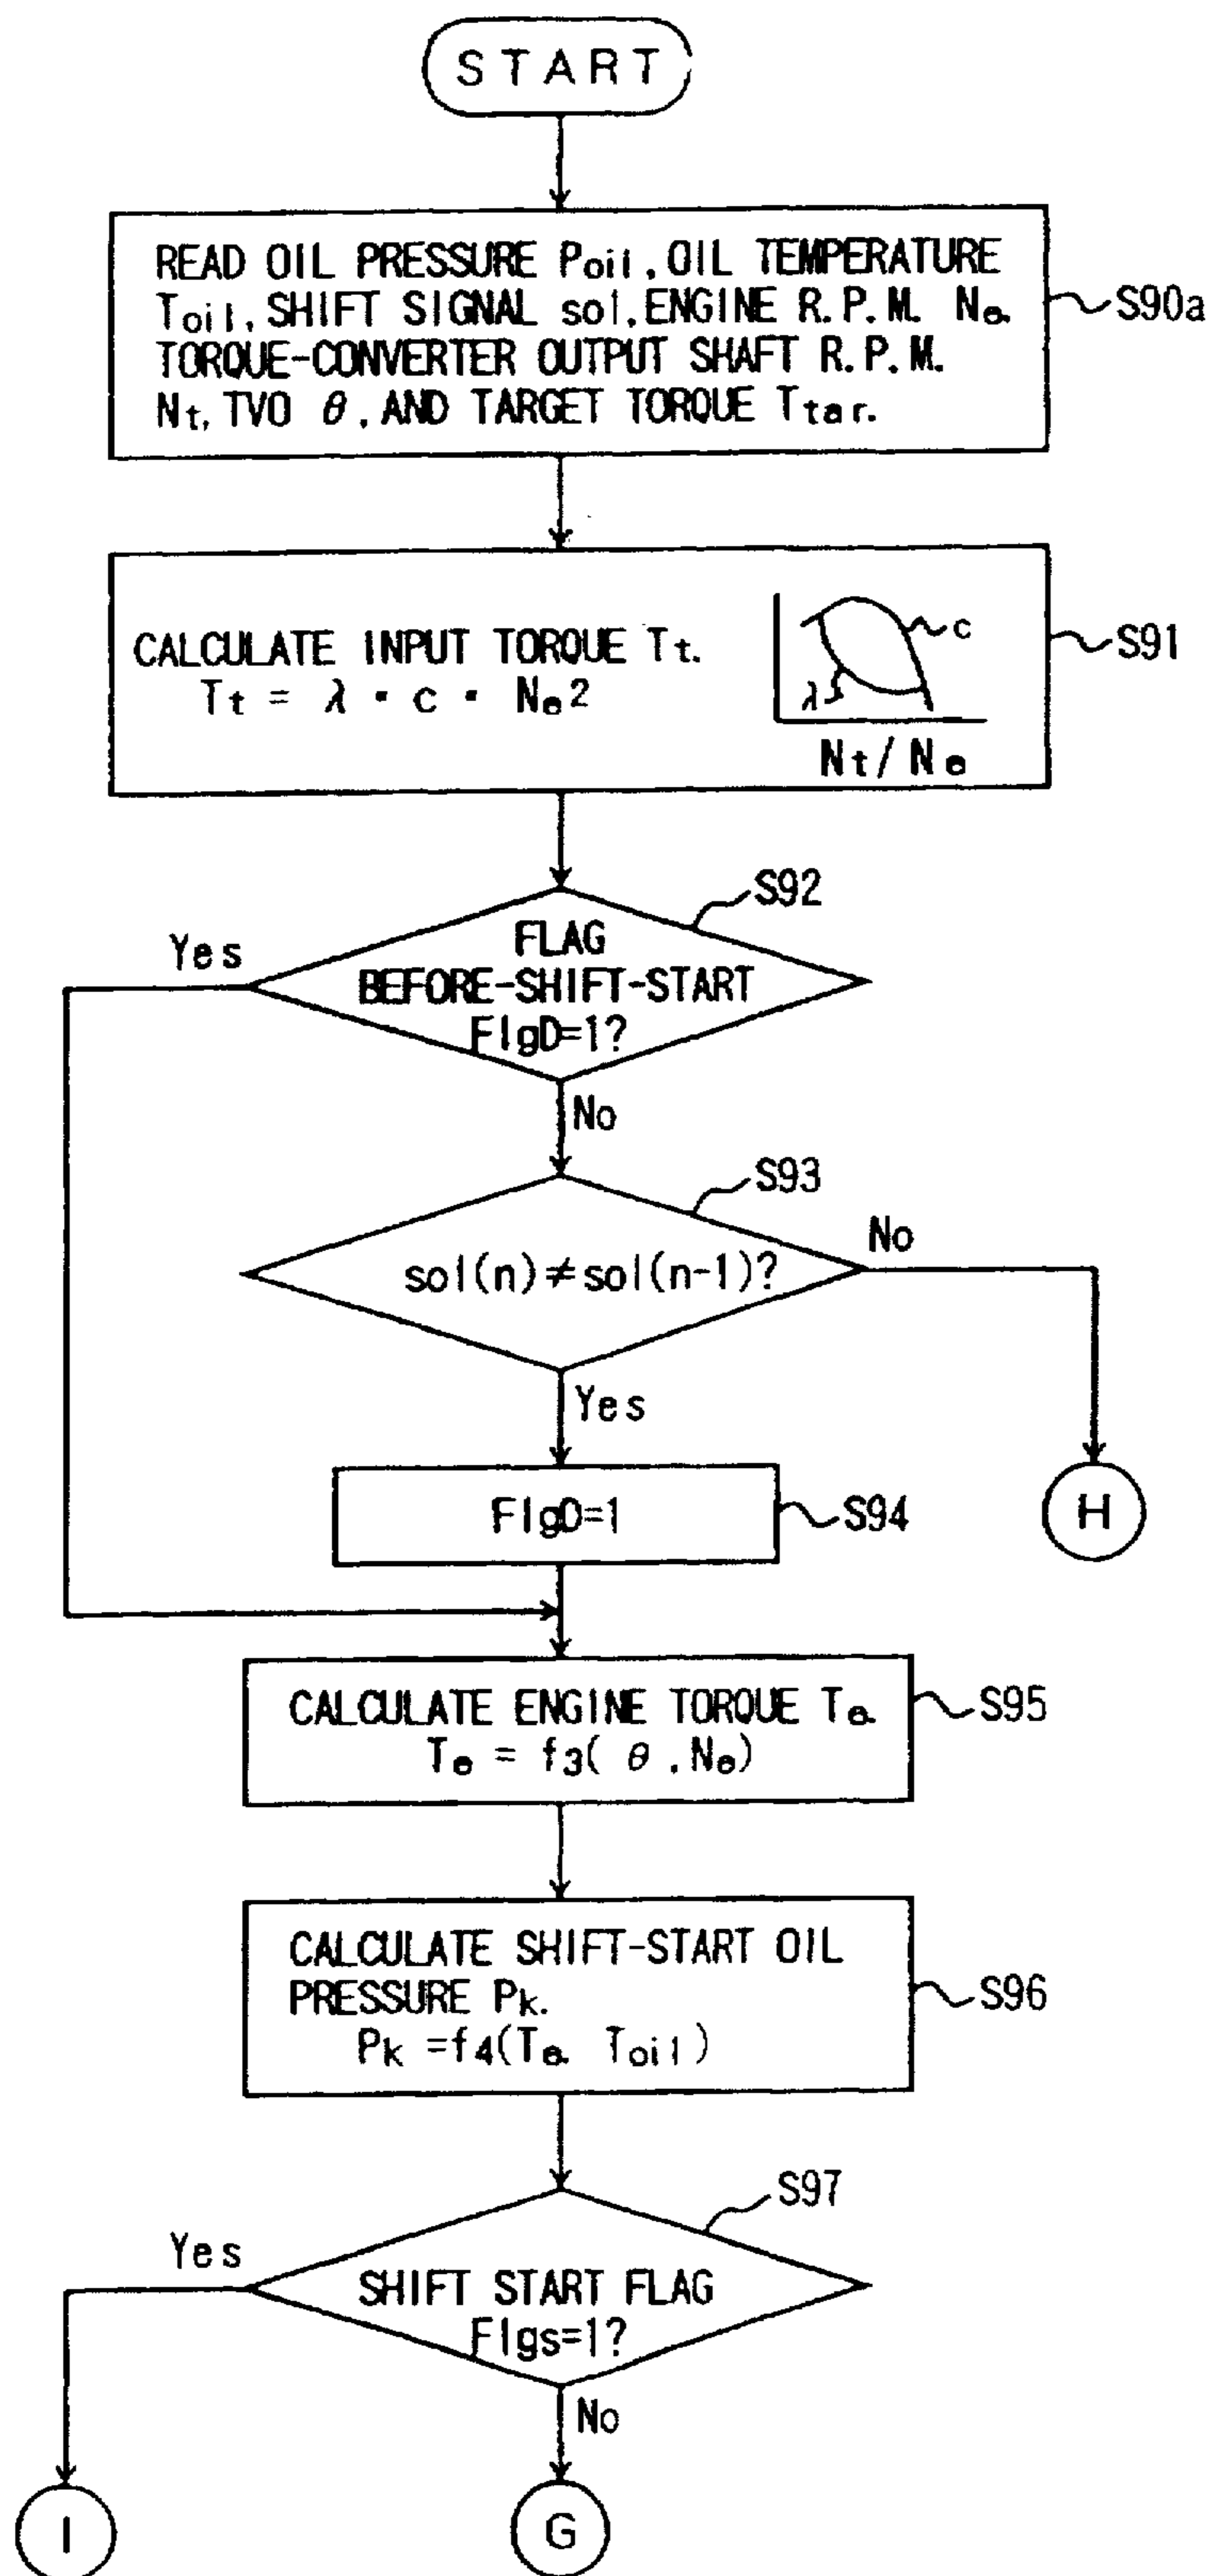 START
READ OIL PRESSURE Poil, OIL TEMPERATURE
Toil, SHIFT SIGNAL sol, ENGINE R.P.M. Ne.
TORQUE-CONVERTER OUTPUT SHAFT R.P.M.
Nt, TVO θ, AND TARGET TORQUE Ttar.
S90a
CALCULATE INPUT TORQUE Tt.
Tt = λ · c · Ne2
c
λ
Nt/Ne
S91
S92
FLAG
BEFORE-SHIFT-START
FlgD=1?
Yes
No
S93
sol(n)≠sol(n-1)?
No
Yes
FlgD=1
S94
H
CALCULATE ENGINE TORQUE Te.
Te = f3( θ, Ne)
S95
CALCULATE SHIFT-START OIL
PRESSURE Pk.
Pk =f4(Te. Toil)
S96
S97
SHIFT START FLAG
Flgs=1?
Yes
No
I
G